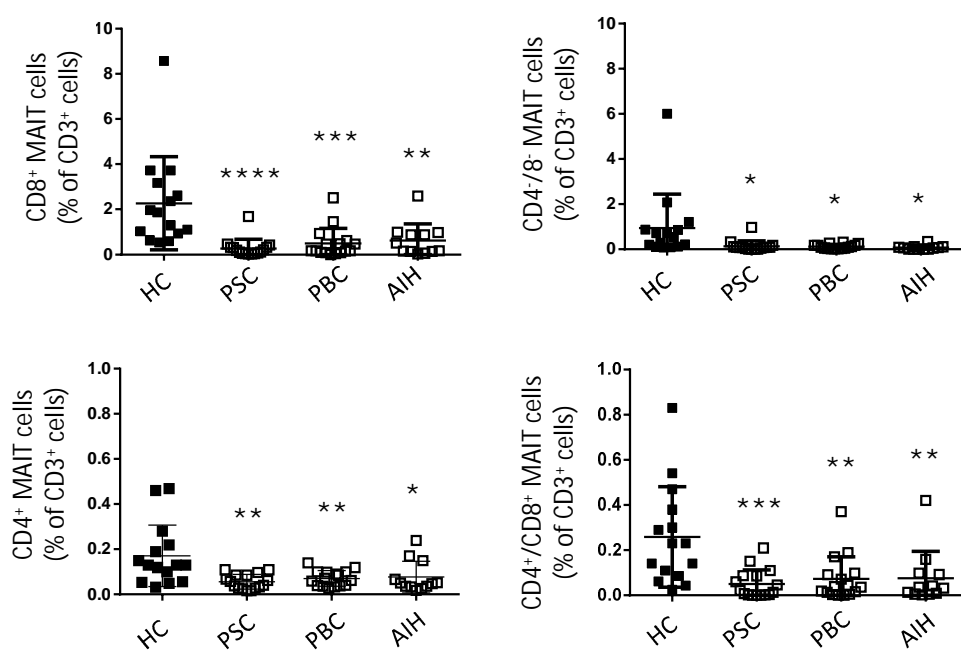 CD8⁺ MAIT cells
(% of CD3⁺ cells)
10
8
6
4
2
0
****
***
**
HC
PSC
PBC
AIH
CD4⁻/8⁻ MAIT cells
(% of CD3⁺ cells)
10
8
6
4
2
0
*
*
*
HC
PSC
PBC
AIH
CD4⁺ MAIT cells
(% of CD3⁺ cells)
1.0
0.8
0.6
0.4
0.2
0.0
**
**
*
HC
PSC
PBC
AIH
CD4⁺/CD8⁺ MAIT cells
(% of CD3⁺ cells)
1.0
0.8
0.6
0.4
0.2
0.0
***
**
**
HC
PSC
PBC
AIH